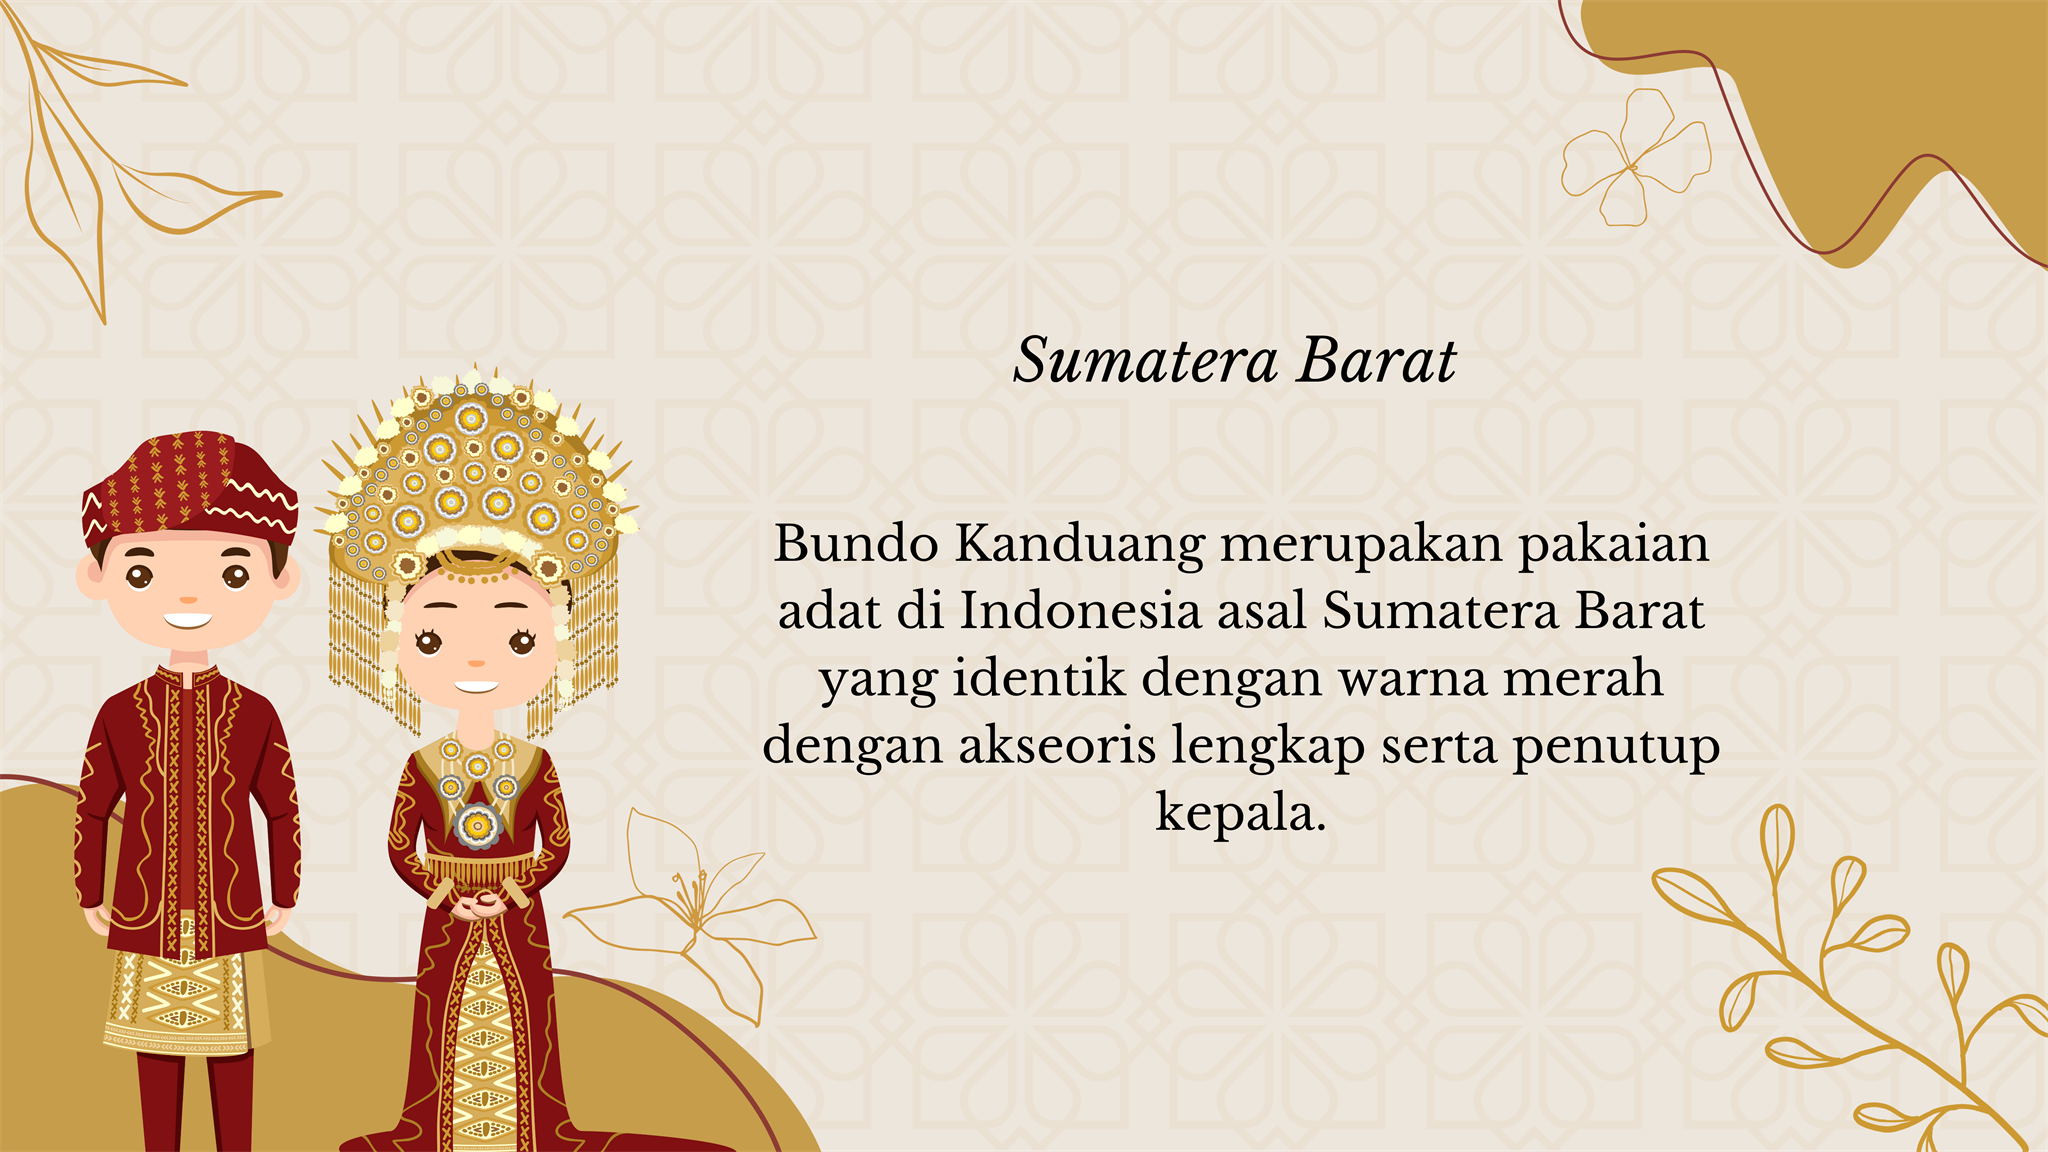 Sumatera Barat
Bundo Kanduang merupakan pakaian
adat di Indonesia asal Sumatera Barat
yang identik dengan warna merah
dengan akseoris lengkap serta penutup
kepala.